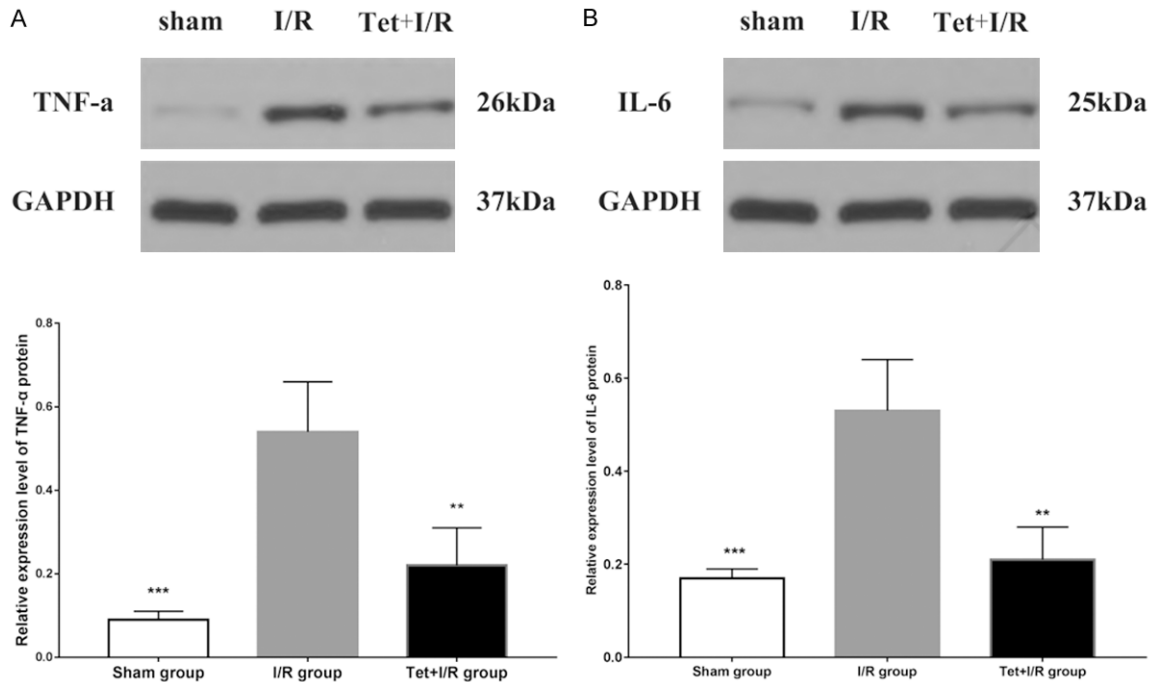 A
sham I/R Tet+I/R
TNF-a 26kDa
GAPDH 37kDa
Relative expression level of TNF-α protein
0.8
0.6
0.4
0.2
0.0
***
**
Sham group I/R group Tet+I/R group
B
sham I/R Tet+I/R
IL-6 25kDa
GAPDH 37kDa
Relative expression level of IL-6 protein
0.8
0.6
0.4
0.2
0.0
***
**
Sham group I/R group Tet+I/R group